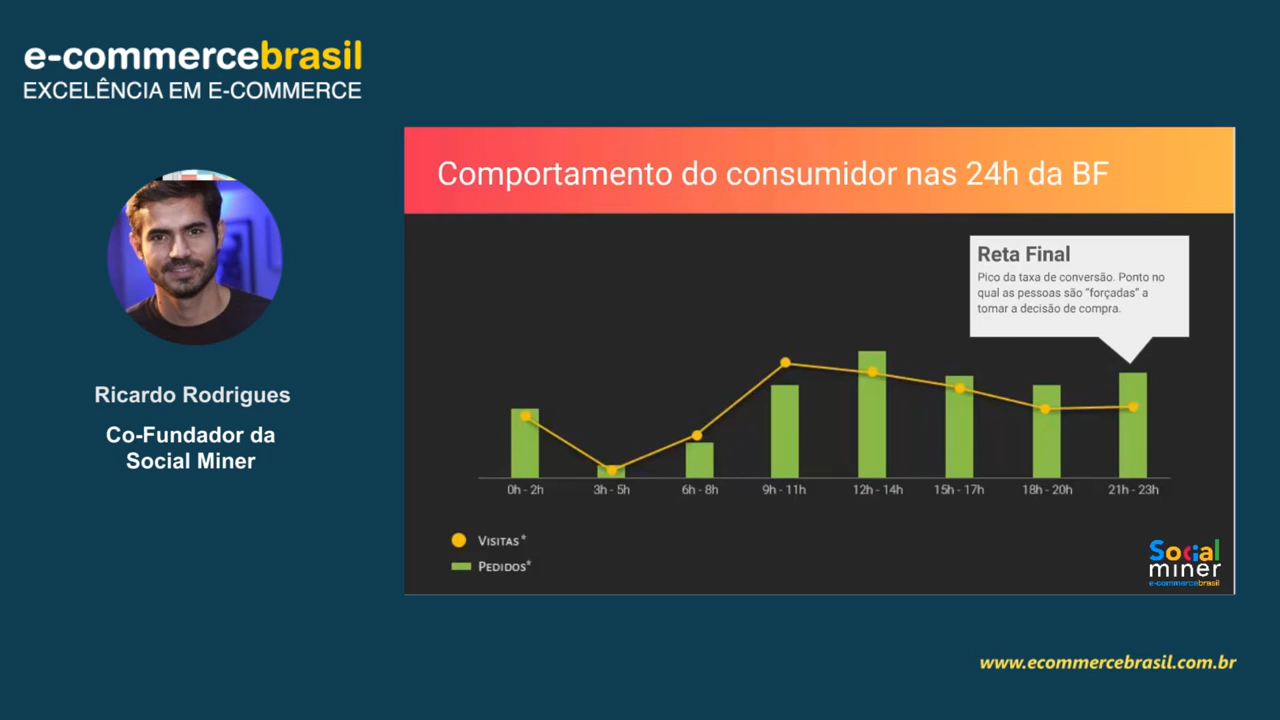 e-commercebrasil
EXCELÊNCIA EM E-COMMERCE
Ricardo Rodrigues
Co-Fundador da
Social Miner
Comportamento do consumidor nas 24h da BF
Reta Final
Pico da taxa de conversão. Ponto no
qual as pessoas são “forçadas” a
tomar a decisão de compra.
0h - 2h
3h - 5h
6h - 8h
9h - 11h
12h - 14h
15h - 17h
18h - 20h
21h - 23h
VISITAS*
PEDIDOS*
Social
miner
e-commercebrasil
www.ecommercebrasil.com.br